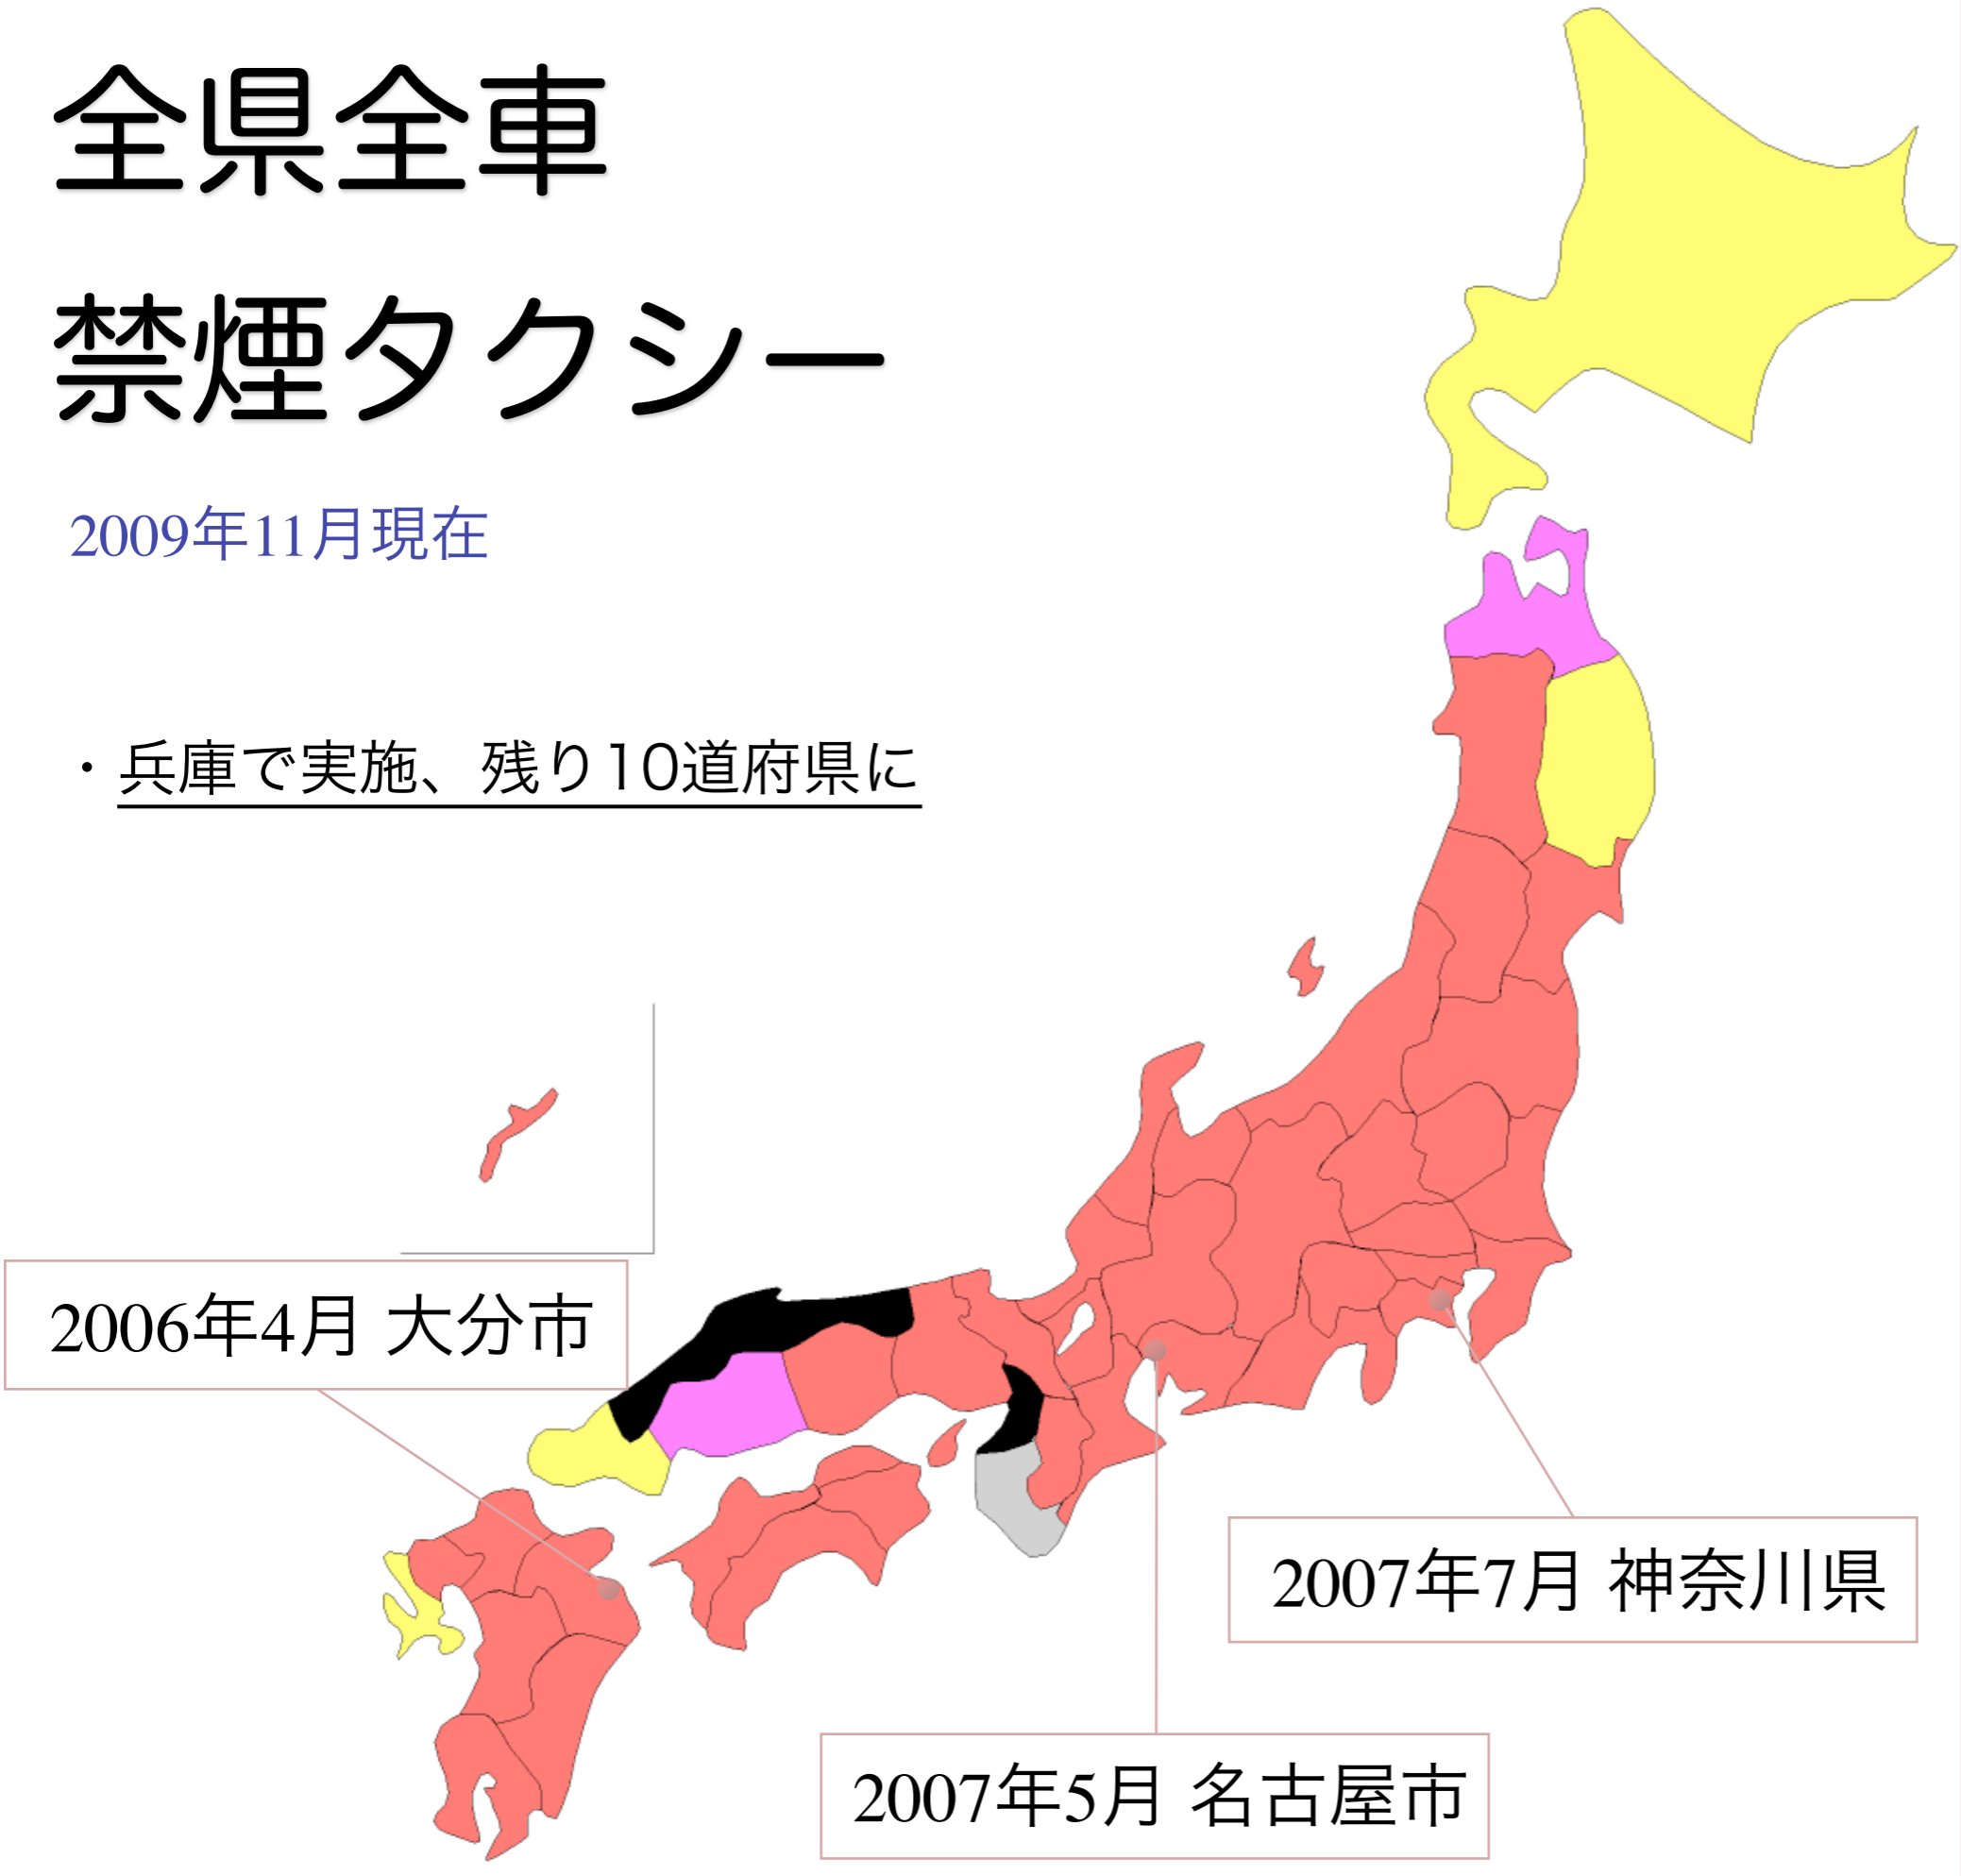 全県全車
禁煙タクシー
2009年11月現在
・兵庫で実施、残り10道府県に
2006年4月 大分市
2007年7月 神奈川県
2007年5月 名古屋市